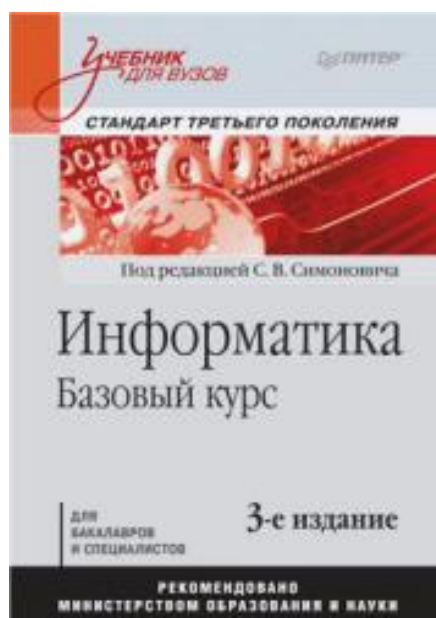 УЧЕБНИК
ДЛЯ ВУЗОВ
ПИТЕР
СТАНДАРТ ТРЕТЬЕГО ПОКОЛЕНИЯ
Под редакцией С. В. Симоновича
Информатика
Базовый курс
ДЛЯ
БАКАЛАВРОВ
И СПЕЦИАЛИСТОВ
3-е издание
РЕКОМЕНДОВАНО
МИНИСТЕРСТВОМ ОБРАЗОВАНИЯ И НАУКИ